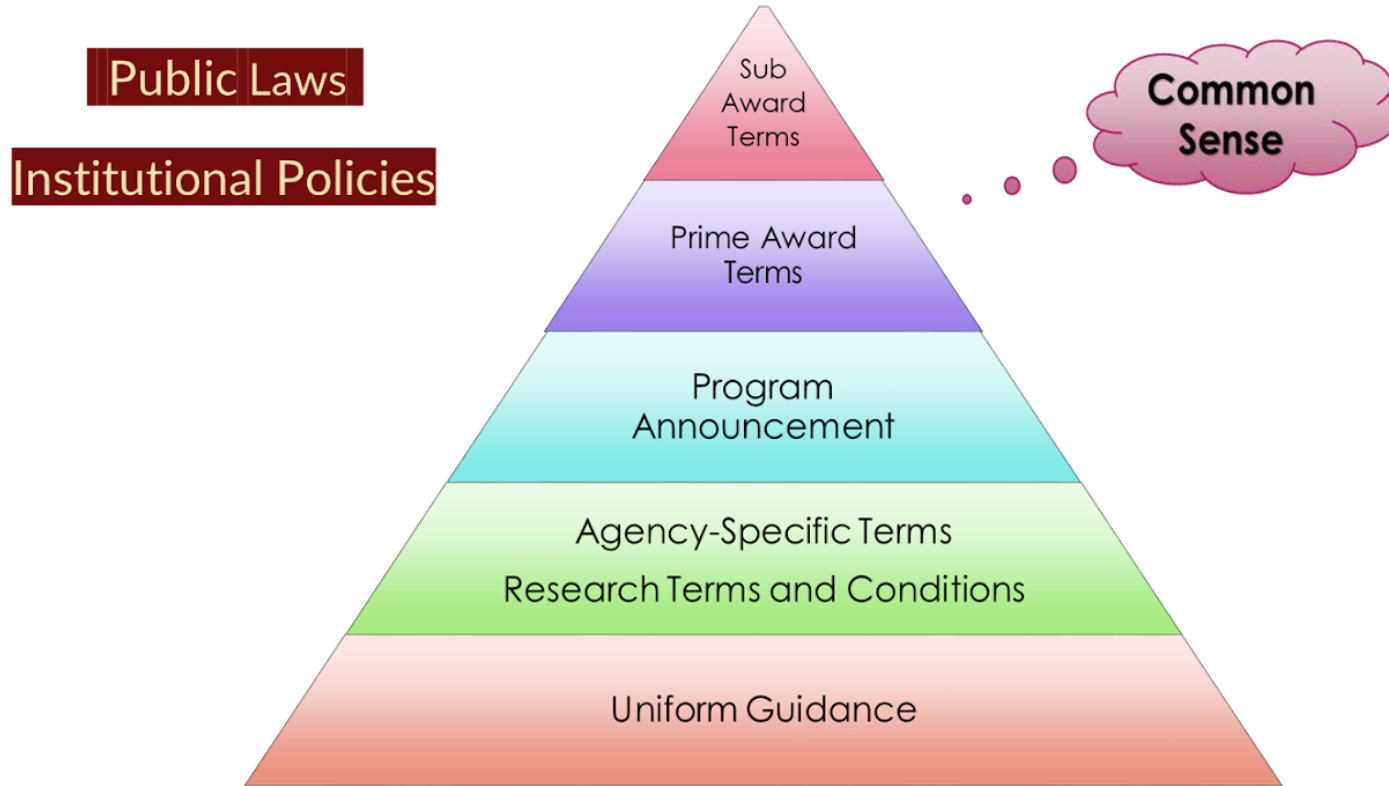 Public Laws
Institutional Policies
Common
Sense
Sub
Award
Terms
Prime Award
Terms
Program
Announcement
Agency-Specific Terms
Research Terms and Conditions
Uniform Guidance